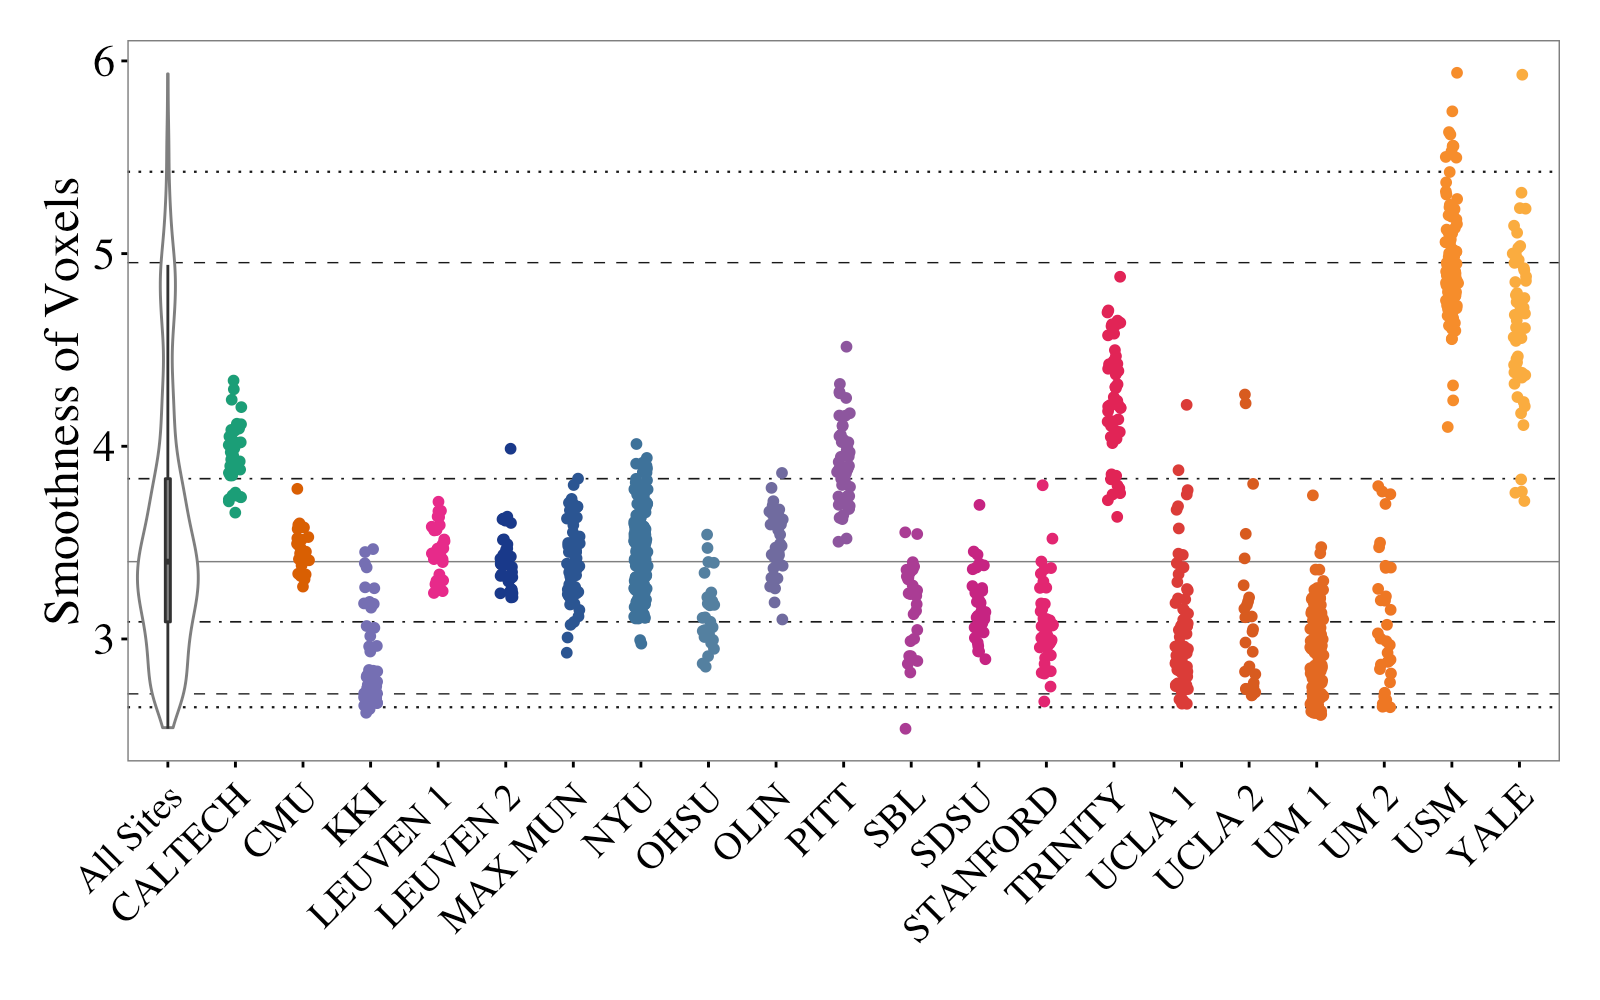 Smoothness of Voxels
6
5
4
3
All Sites
CALTECH
CMU
KKI
LEUVEN 1
LEUVEN 2
MAX MUN
NYU
OHSU
OLIN
PITT
SBL
SDSU
STANFORD
TRINITY
UCLA 1
UCLA 2
UM 1
UM 2
USM
YALE